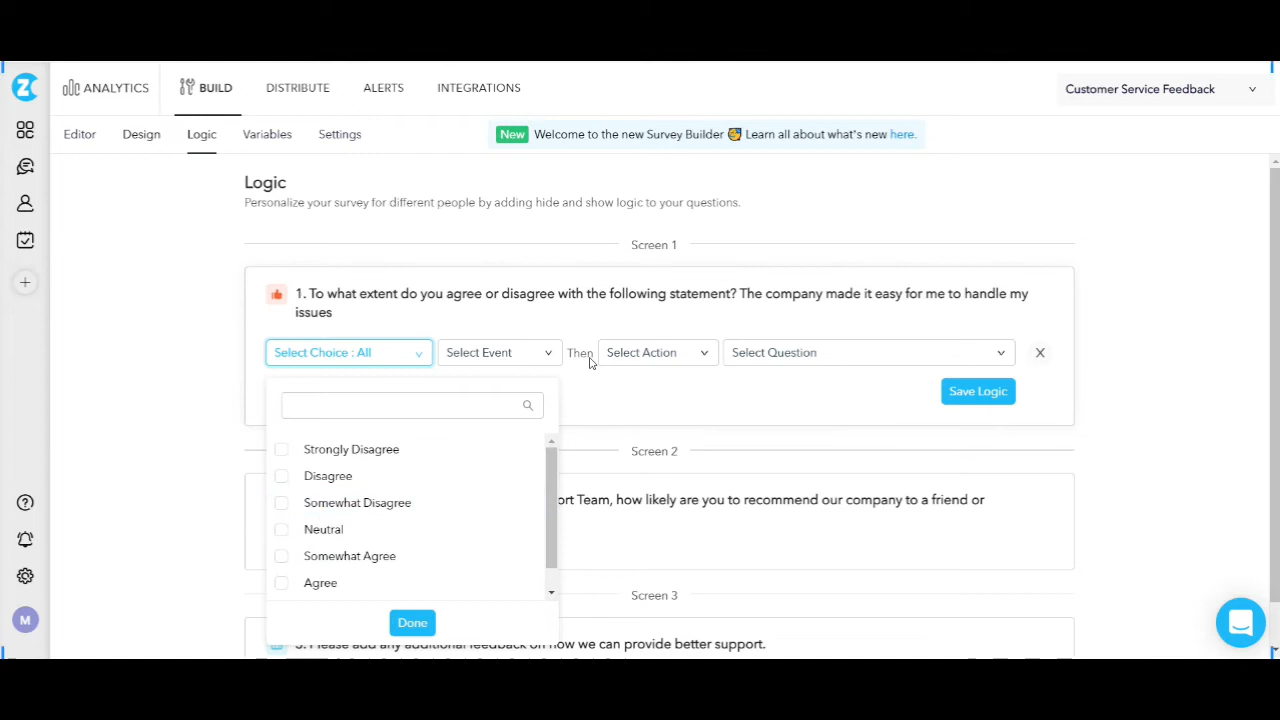 ANALYTICS BUILD DISTRIBUTE ALERTS INTEGRATIONS Customer Service Feedback
Editor Design Logic Variables Settings New Welcome to the new Survey Builder Learn all about what's new here.
Logic
Personalize your survey for different people by adding hide and show logic to your questions.
Screen 1
1. To what extent do you agree or disagree with the following statement? The company made it easy for me to handle my
issues
Select Choice : All Select Event Then Select Action Select Question
Save Logic
Strongly Disagree
Disagree
Somewhat Disagree
Neutral
Somewhat Agree
Agree
Done
Screen 2
ort Team, how likely are you to recommend our company to a friend or
Screen 3
3. Please add any additional feedback on how we can provide better support.
M